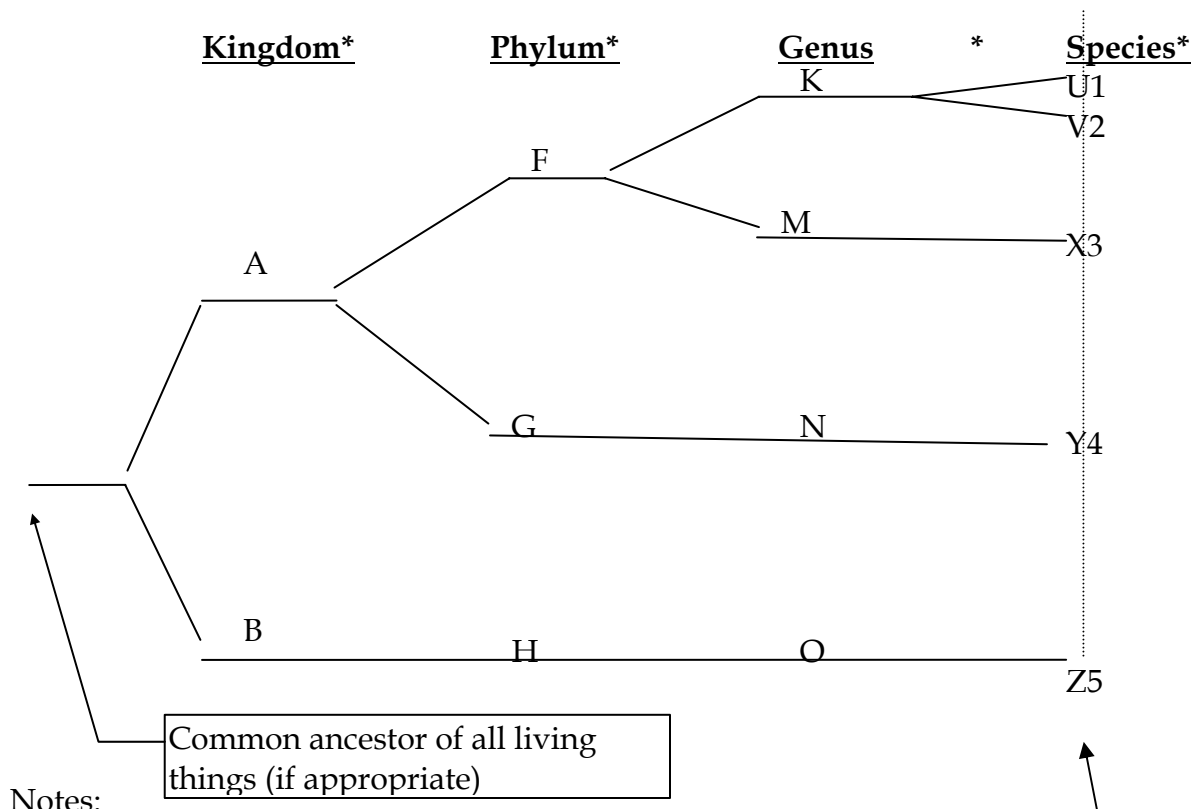 Kingdom* Phylum* Genus * Species*
K U1
V2
F
M X3
A
G N Y4
B H O Z5
Common ancestor of all living
things (if appropriate)
Notes: